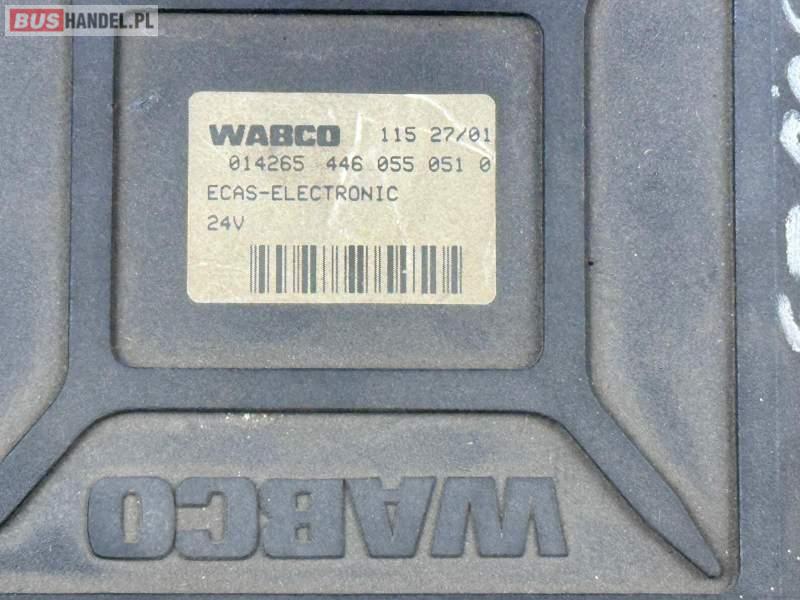 BUSHANDEL.PL
WABCO 115 27/01
014265 446 055 051 0
ECAS-ELECTRONIC
24V
WABCO